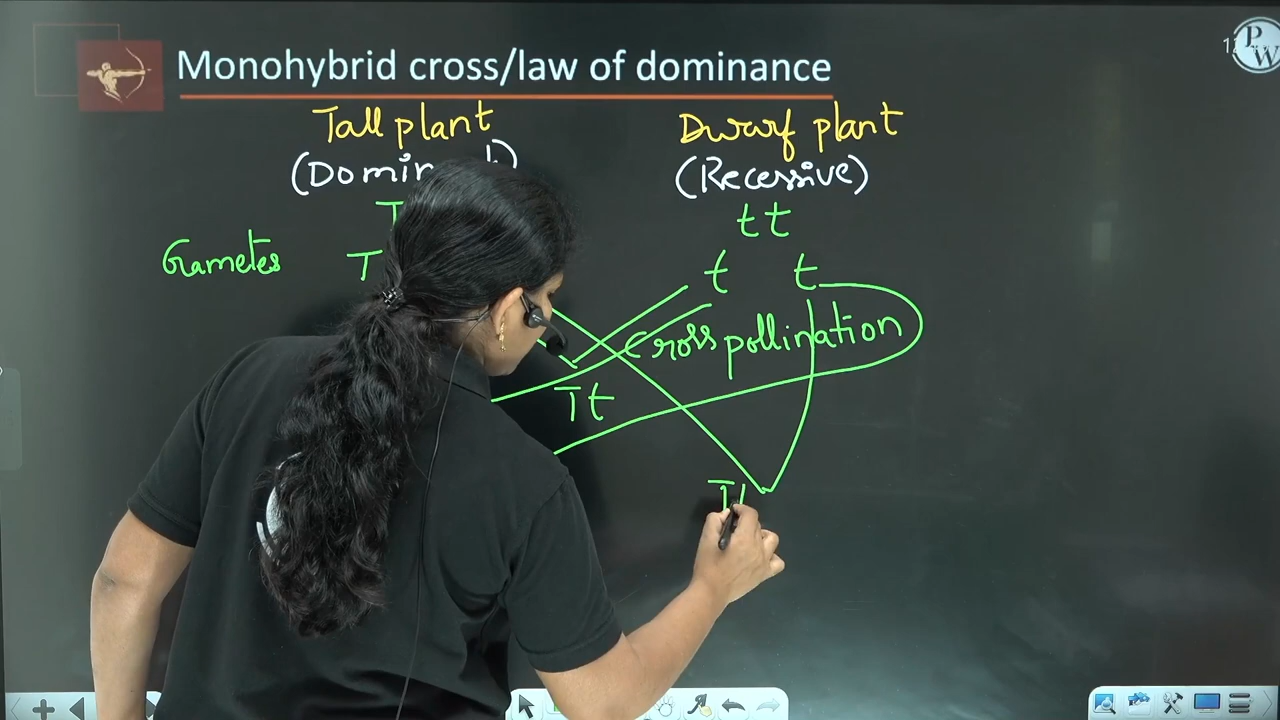 Monohybrid cross/law of dominance
P
W
Tall plant Dwarf plant
(Recessive)
T tt
Gametes T t t
Cross pollination
Tt